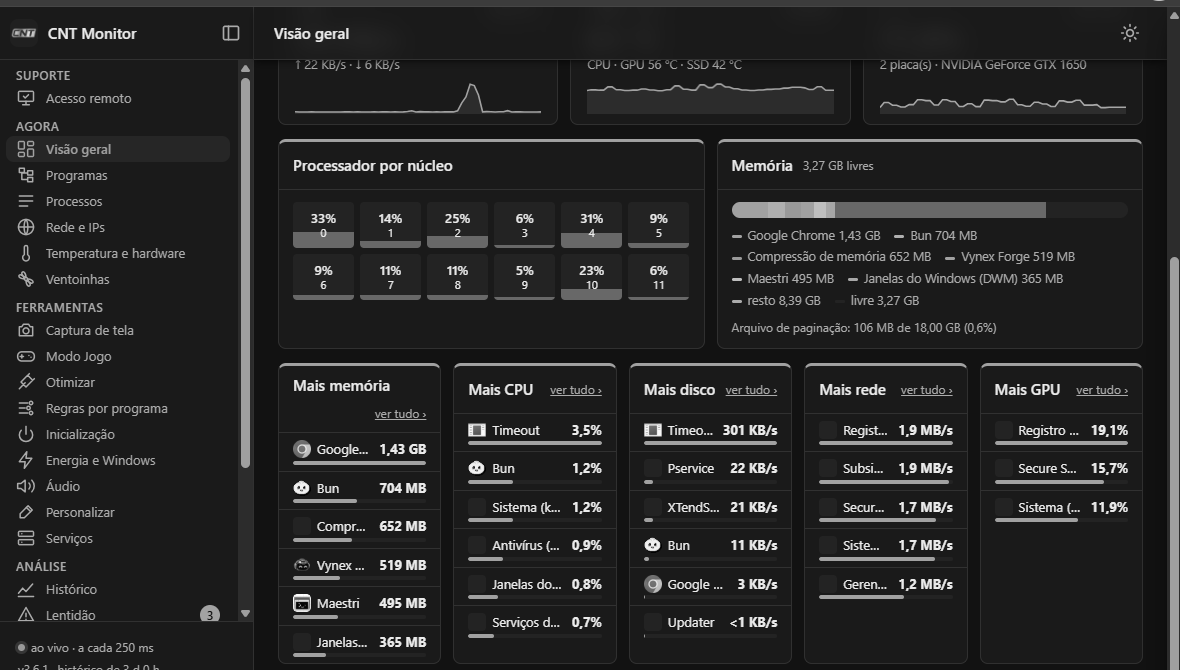 CNT
CNT Monitor
Visão geral
SUPORTE
Acesso remoto
AGORA
Visão geral
Programas
Processos
Rede e IPs
Temperatura e hardware
Ventoinhas
FERRAMENTAS
Captura de tela
Modo Jogo
Otimizar
Regras por programa
Inicialização
Energia e Windows
Áudio
Personalizar
Serviços
ANÁLISE
Histórico
Lentidão 3
ao vivo · a cada 250 ms
v3.6.1 · histórico de 3 d 0 h
↑ 22 KB/s · ↓ 6 KB/s
CPU · GPU 56 °C · SSD 42 °C
2 placa(s) · NVIDIA GeForce GTX 1650
Processador por núcleo
33% 14% 25% 6% 31% 9%
0 1 2 3 4 5
9% 11% 11% 5% 23% 6%
6 7 8 9 10 11
Memória 3,27 GB livres
Google Chrome 1,43 GB Bun 704 MB
Compressão de memória 652 MB Vynex Forge 519 MB
Maestri 495 MB Janelas do Windows (DWM) 365 MB
resto 8,39 GB livre 3,27 GB
Arquivo de paginação: 106 MB de 18,00 GB (0,6%)
Mais memória
ver tudo ›
Google... 1,43 GB
Bun 704 MB
Compr... 652 MB
Vynex ... 519 MB
Maestri 495 MB
Janelas... 365 MB
Mais CPU ver tudo ›
Timeout 3,5%
Bun 1,2%
Sistema (k... 1,2%
Antivírus (... 0,9%
Janelas do... 0,8%
Serviços d... 0,7%
Mais disco ver tudo ›
Timeo... 301 KB/s
Pservice 22 KB/s
XTendS... 21 KB/s
Bun 11 KB/s
Google ... 3 KB/s
Updater <1 KB/s
Mais rede ver tudo ›
Regist... 1,9 MB/s
Subsi... 1,9 MB/s
Secur... 1,7 MB/s
Siste... 1,7 MB/s
Geren... 1,2 MB/s
Mais GPU ver tudo ›
Registro ... 19,1%
Secure S... 15,7%
Sistema (... 11,9%